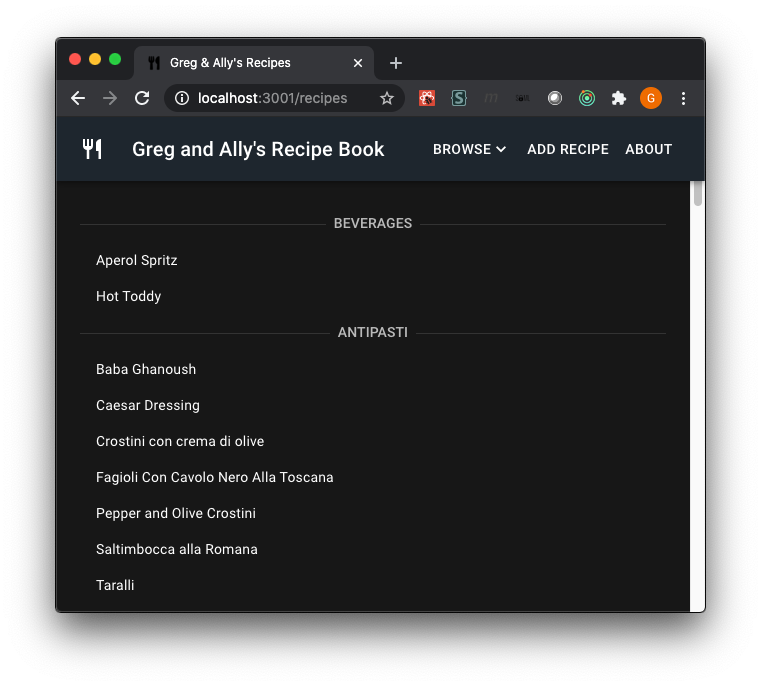 Greg & Ally's Recipes
localhost:3001/recipes
G
Greg and Ally's Recipe Book
BROWSE
ADD RECIPE
ABOUT
BEVERAGES
Aperol Spritz
Hot Toddy
ANTIPASTI
Baba Ghanoush
Caesar Dressing
Crostini con crema di olive
Fagioli Con Cavolo Nero Alla Toscana
Pepper and Olive Crostini
Saltimbocca alla Romana
Taralli